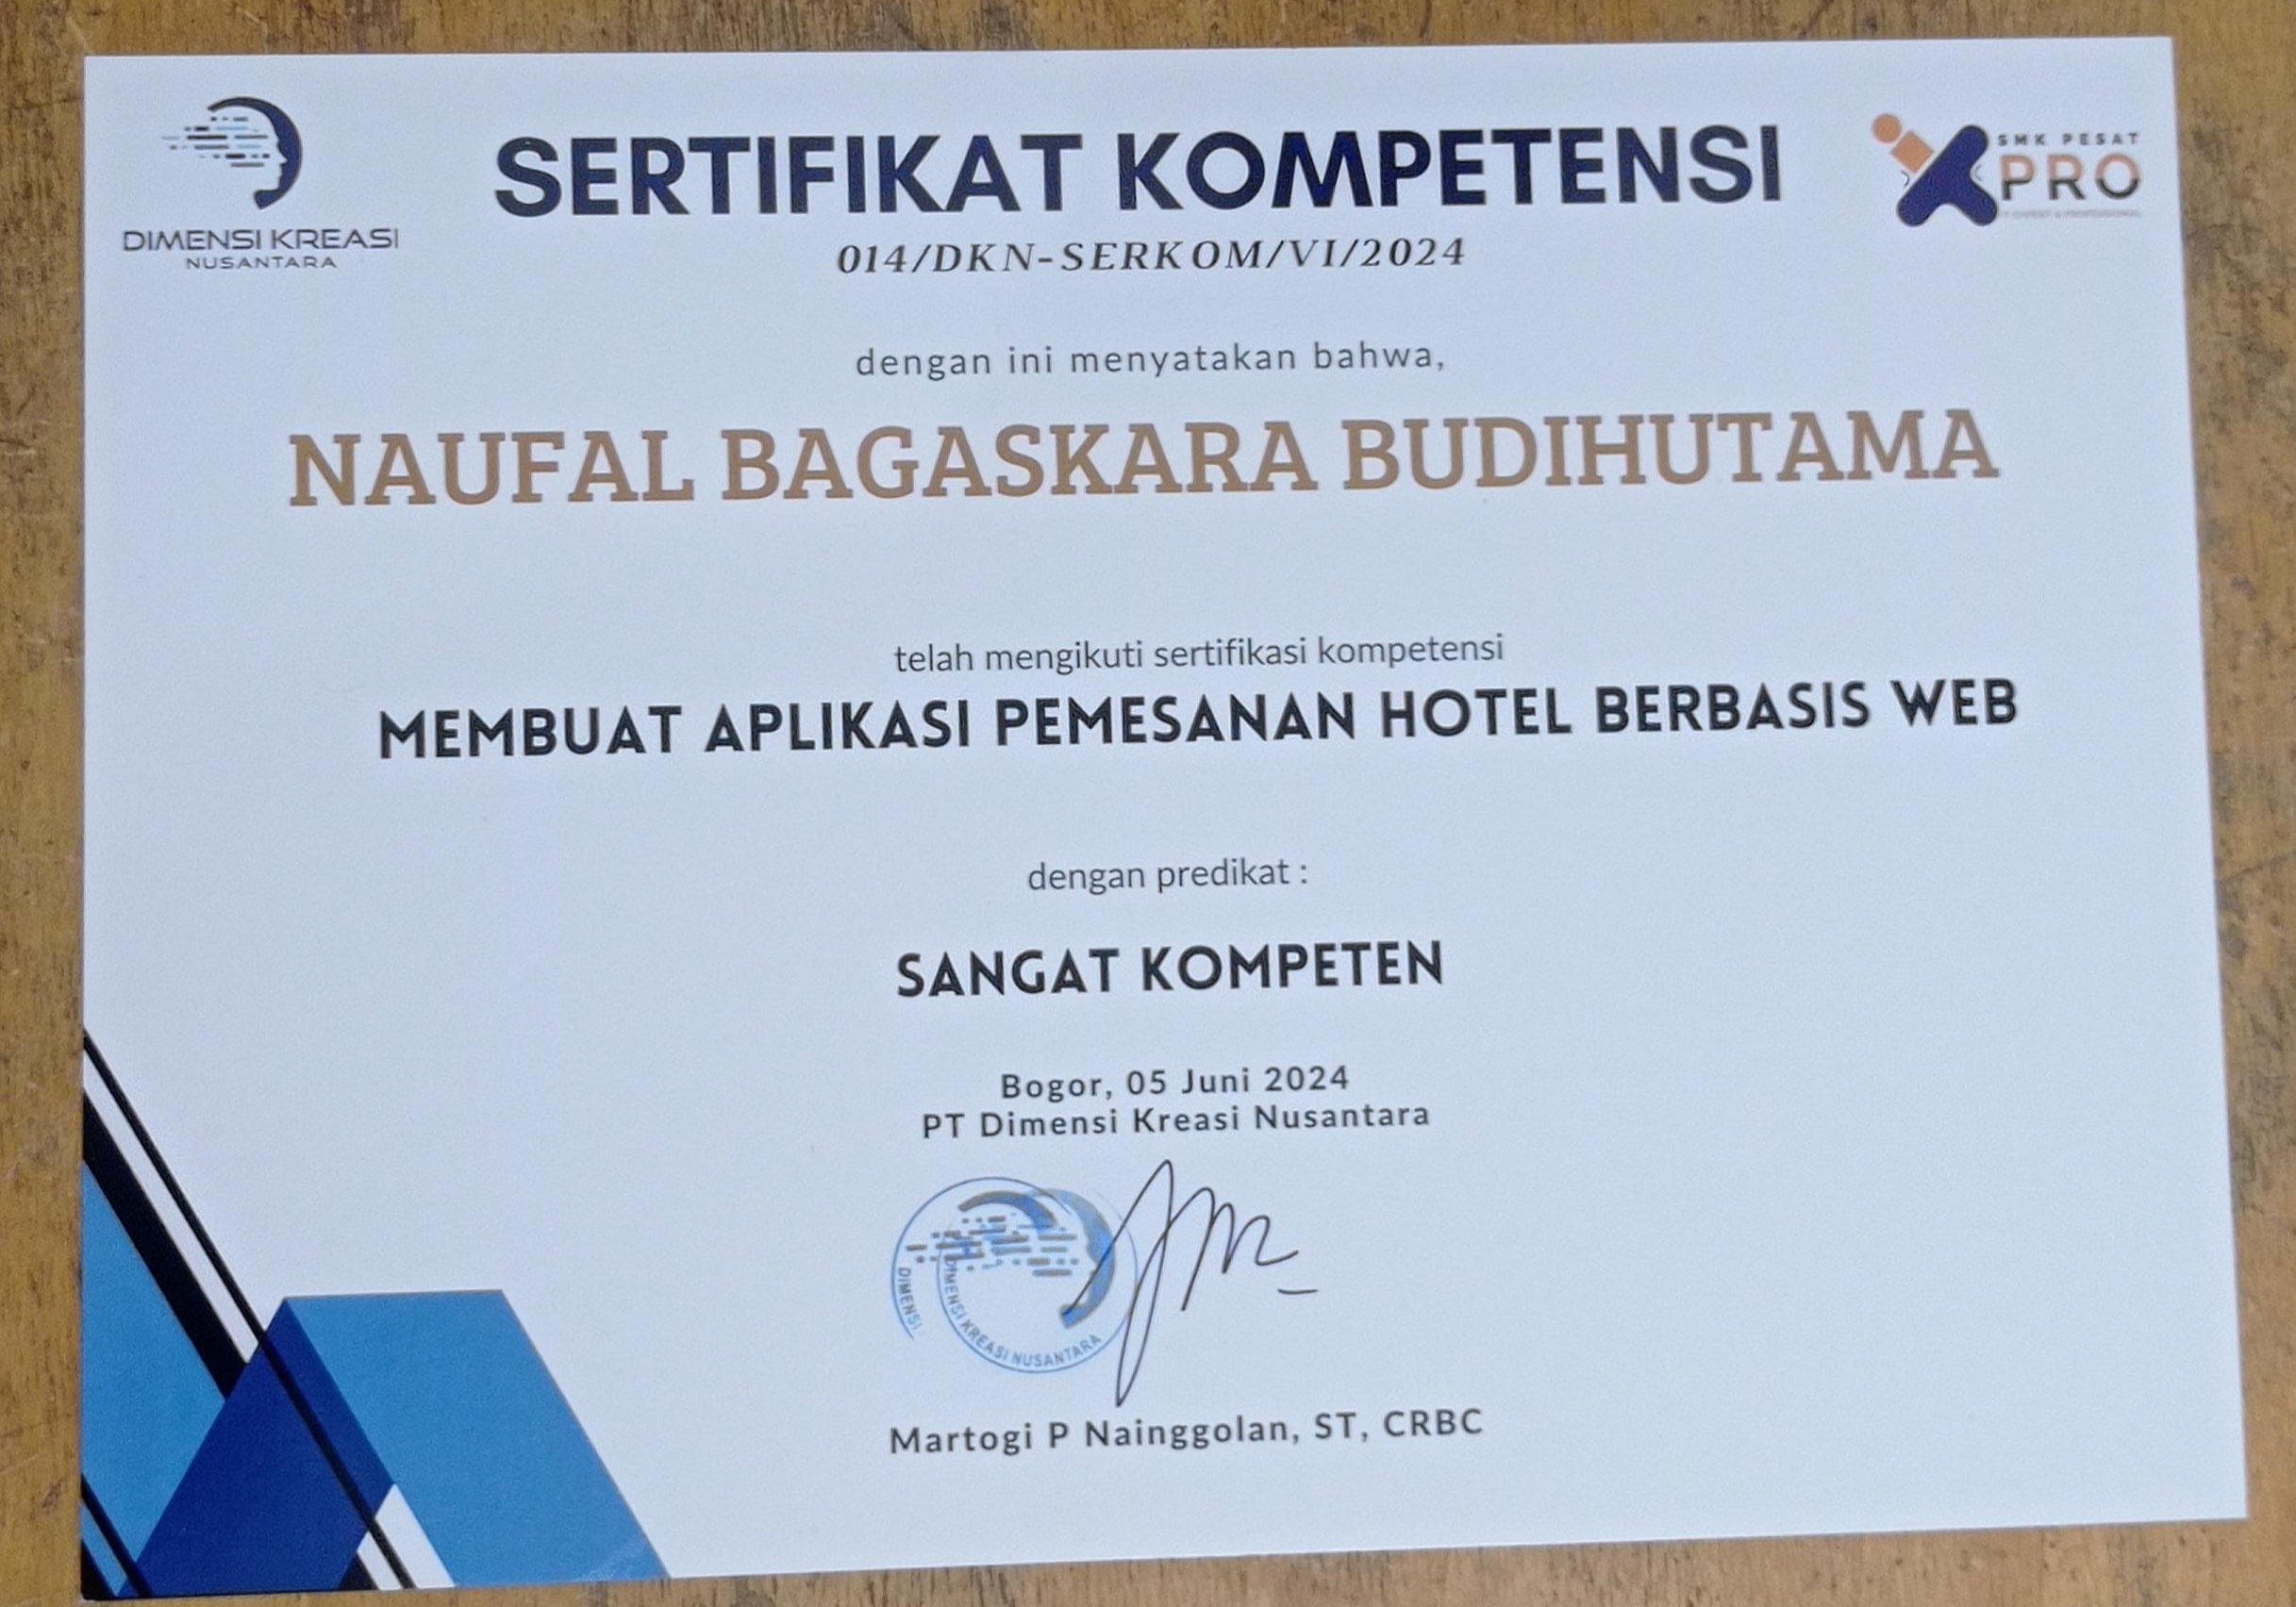 DIMENSI KREASI
NUSANTARA
SERTIFIKAT KOMPETENSI
SMK PESAT
PRO
014/DKN-SERKOM/VI/2024
dengan ini menyatakan bahwa,
NAUFAL BAGASKARA BUDIHUTAMA
telah mengikuti sertifikasi kompetensi
MEMBUAT APLIKASI PEMESANAN HOTEL BERBASIS WEB
dengan predikat :
SANGAT KOMPETEN
Bogor, 05 Juni 2024
PT Dimensi Kreasi Nusantara
DIMENSI
DIMENSI KREASI NUSANTARA
Martogi P Nainggolan, ST, CRBC